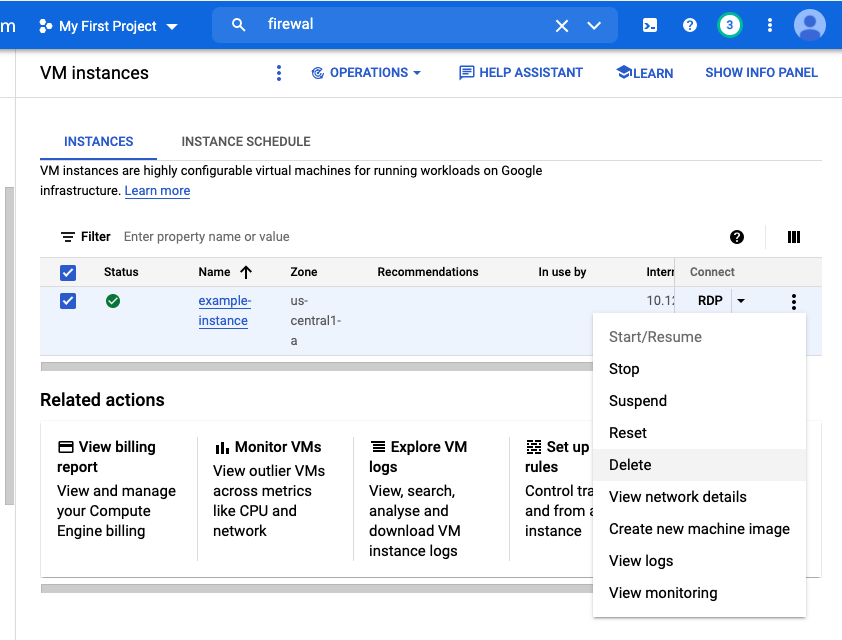 m My First Project firewal 3
VM instances OPERATIONS HELP ASSISTANT LEARN SHOW INFO PANEL
INSTANCES INSTANCE SCHEDULE
VM instances are highly configurable virtual machines for running workloads on Google
infrastructure. Learn more
Filter Enter property name or value
Status Name Zone Recommendations In use by Intern Connect
example-
instance
us-
central1-
a
10.12 RDP
Start/Resume
Stop
Suspend
Reset
Delete
View network details
Create new machine image
View logs
View monitoring
Related actions
View billing
report
View and manage
your Compute
Engine billing
Monitor VMs
View outlier VMs
across metrics
like CPU and
network
Explore VM
logs
View, search,
analyse and
download VM
instance logs
Set up
rules
Control tra
and from a
instance